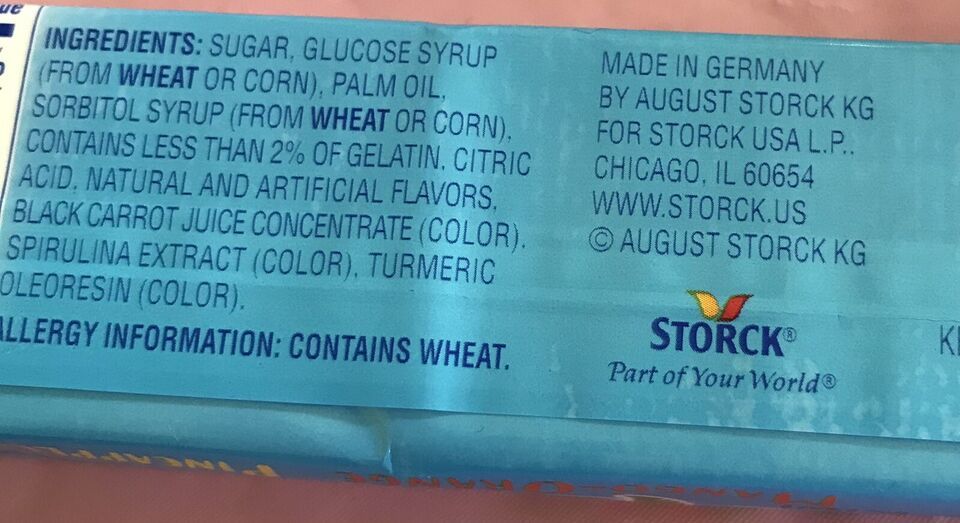 INGREDIENTS: SUGAR, GLUCOSE SYRUP
(FROM WHEAT OR CORN), PALM OIL,
SORBITOL SYRUP (FROM WHEAT OR CORN),
CONTAINS LESS THAN 2% OF GELATIN, CITRIC
ACID, NATURAL AND ARTIFICIAL FLAVORS,
BLACK CARROT JUICE CONCENTRATE (COLOR),
SPIRULINA EXTRACT (COLOR), TURMERIC
OLEORESIN (COLOR).
ALLERGY INFORMATION: CONTAINS WHEAT.
MADE IN GERMANY
BY AUGUST STORCK KG
FOR STORCK USA L.P.,
CHICAGO, IL 60654
WWW.STORCK.US
© AUGUST STORCK KG
STORCK®
Part of Your World®
MANGO-ORANGE